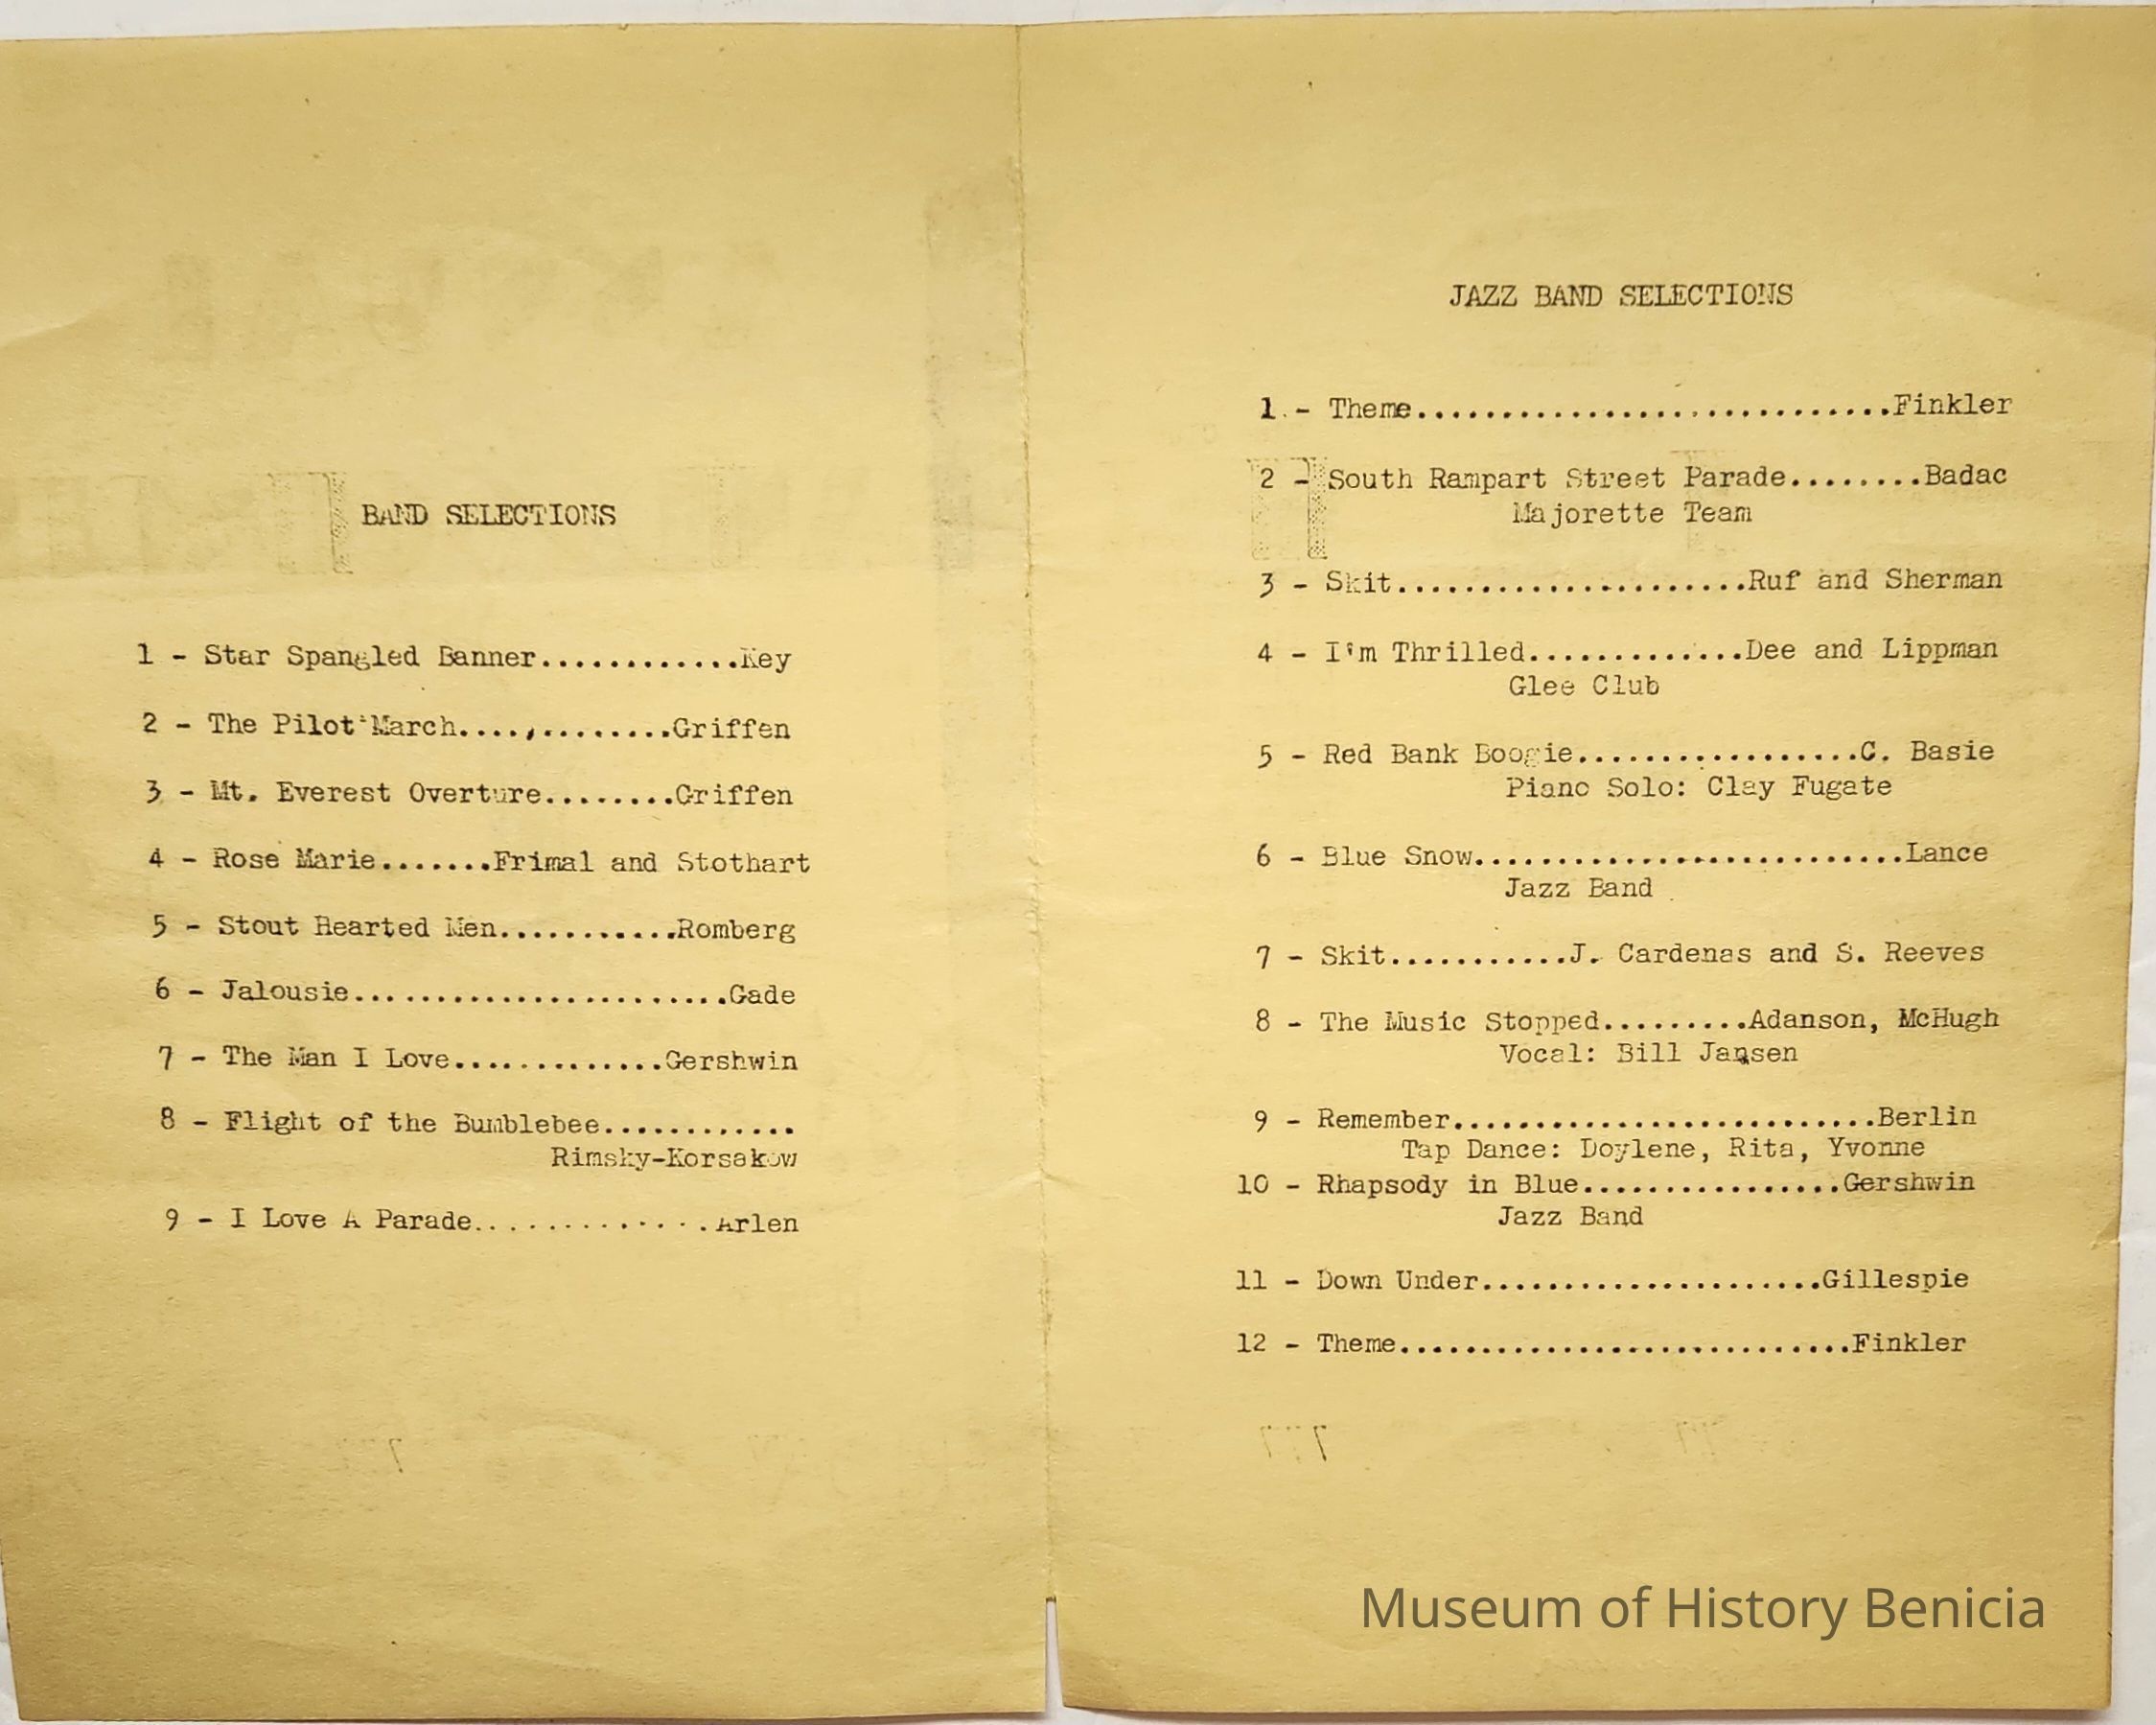 BAND SELECTIONS
1 - Star Spangled Banner............Key
2 - The Pilot'March.............Griffen
3 - Mt. Everest Overture........Griffen
4 - Rose Marie.......Frimal and Stothart
5 - Stout Hearted Men...........Romberg
6 - Jalousie.......................Gade
7 - The Man I Love.............Gershwin
8 - Flight of the Bumblebee............
Rimsky-Korsakow
9 - I Love A Parade..............Arlen
JAZZ BAND SELECTIONS
1 - Theme.............................Finkler
2 - South Rampart Street Parade........Badac
Majorette Team
3 - Skit.....................Ruf and Sherman
4 - I'm Thrilled.............Dee and Lippman
Glee Club
5 - Red Bank Boogie.................C. Basie
Piano Solo: Clay Fugate
6 - Blue Snow..........................Lance
Jazz Band
7 - Skit...........J. Cardenas and S. Reeves
8 - The Music Stopped.........Adanson, McHugh
Vocal: Bill Jansen
9 - Remember..........................Berlin
Tap Dance: Doylene, Rita, Yvonne
10 - Rhapsody in Blue................Gershwin
Jazz Band
11 - Down Under.....................Gillespie
12 - Theme............................Finkler
Museum of History Benicia